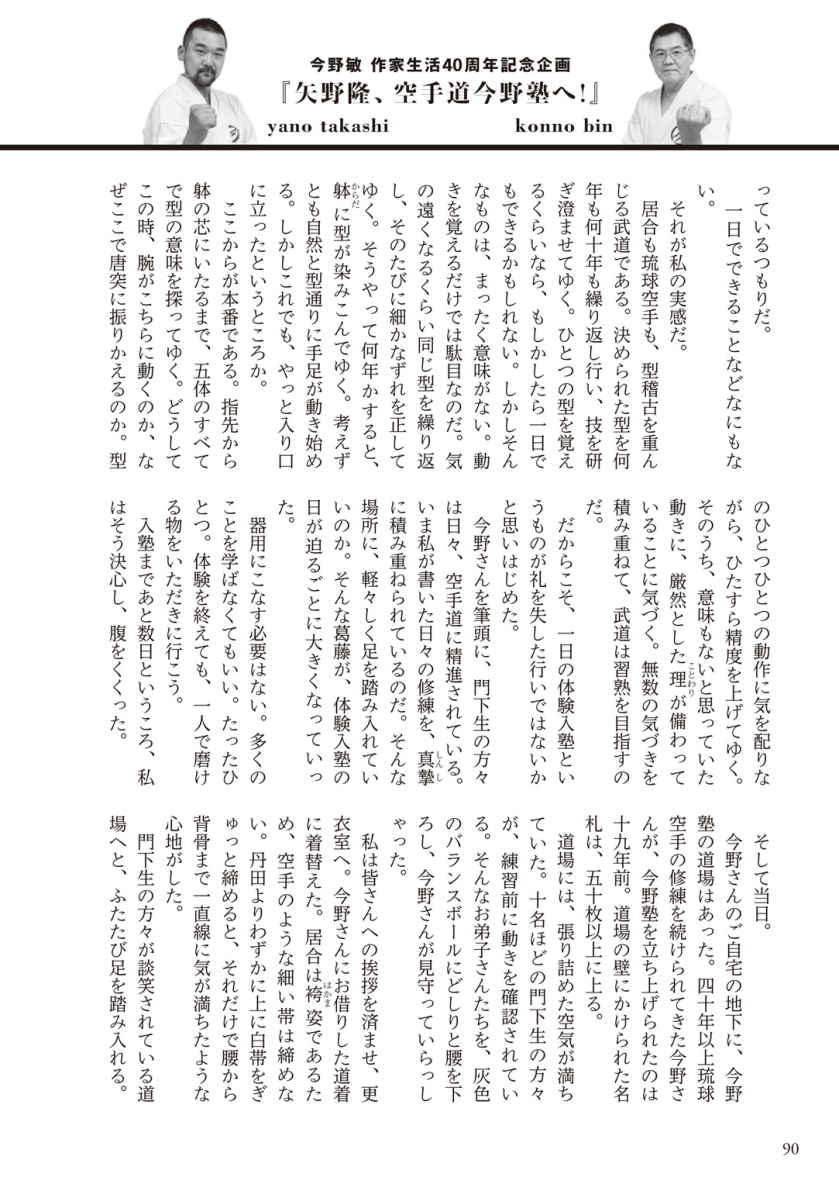 今野敏 作家生活40周年記念企画
『矢野隆、空手道今野塾へ!』
yano takashi
konno bin
っているつもりだ。
一日でできることなどなにもな
い。
それが私の実感だ。
居合も琉球空手も、型稽古を重ん
じる武道である。決められた型を何
年も何十年も繰り返し行い、技を研
ぎ澄ませてゆく。ひとつの型を覚え
るくらいなら、もしかしたら一日で
もできるかもしれない。しかしそん
なものは、まったく意味がない。動
きを覚えるだけでは駄目なのだ。気
の遠くなるくらい同じ型を繰り返
し、そのたびに細かなずれを正して
ゆく。そうやって何年かすると、
躰からだに型が染みこんでゆく。考えず
とも自然と型通りに手足が動き始め
る。しかしこれでも、やっと入り口
に立ったというところか。
ここからが本番である。指先から
躰の芯にいたるまで、五体のすべて
で型の意味を探ってゆく。どうして
この時、腕がこちらに動くのか、な
ぜここで唐突に振りかえるのか。型
のひとつひとつの動作に気を配りな
がら、ひたすら精度を上げてゆく。
そのうち、意味もないと思っていた
動きに、厳然とした理ことわりが備わって
いることに気づく。無数の気づきを
積み重ねて、武道は習熟を目指すの
だ。
だからこそ、一日の体験入塾とい
うものが礼を失した行いではないか
と思いはじめた。
今野さんを筆頭に、門下生の方々
は日々、空手道に精進されている。
いま私が書いた日々の修練を、真摯しんし
に積み重ねられているのだ。そんな
場所に、軽々しく足を踏み入れてい
いのか。そんな葛藤が、体験入塾の
日が迫るごとに大きくなっていっ
た。
器用にこなす必要はない。多くの
ことを学ばなくてもいい。たったひ
とつ。体験を終えても、一人で磨け
る物をいただきに行こう。
入塾まであと数日というころ、私
はそう決心し、腹をくくった。
そして当日。
今野さんのご自宅の地下に、今野
塾の道場はあった。四十年以上琉球
空手の修練を続けられてきた今野さ
んが、今野塾を立ち上げられたのは
十九年前。道場の壁にかけられた名
札は、五十枚以上に上る。
道場には、張り詰めた空気が満ち
ていた。十名ほどの門下生の方々
が、練習前に動きを確認されてい
る。そんなお弟子さんたちを、灰色
のバランスボールにどしりと腰を下
ろし、今野さんが見守っていらっし
ゃった。
私は皆さんへの挨拶を済ませ、更
衣室へ。今野さんにお借りした道着
に着替えた。居合は袴はかま姿であるた
め、空手のような細い帯は締めな
い。丹田よりわずかに上に白帯をぎ
ゅっと締めると、それだけで腰から
背骨まで一直線に気が満ちたような
心地がした。
門下生の方々が談笑されている道
場へと、ふたたび足を踏み入れる。
90